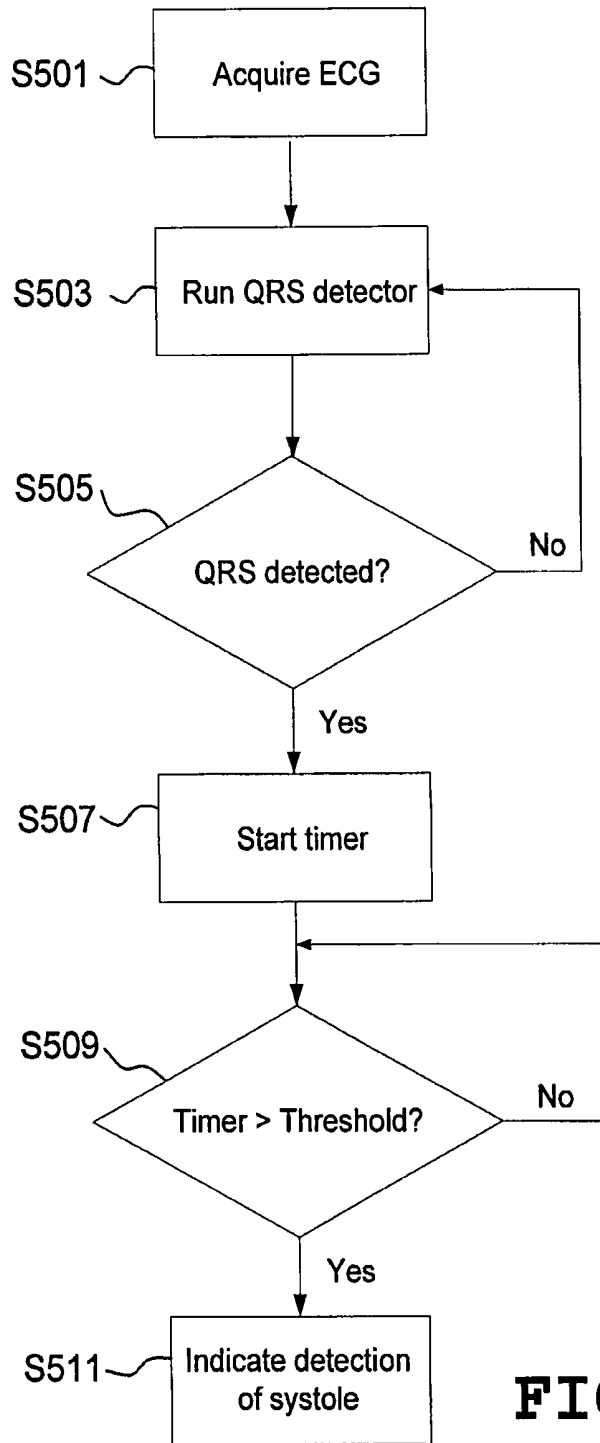 S501
Acquire ECG
S503
Run QRS detector
S505
QRS detected?
No
Yes
S507
Start timer
S509
Timer > Threshold?
No
Yes
S511
Indicate detection
of systole